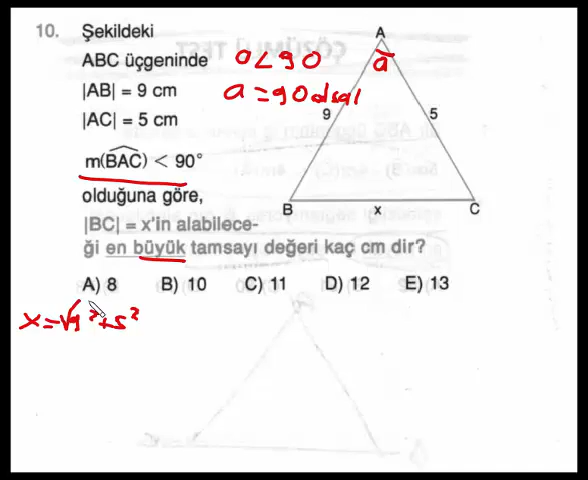 10. Şekildeki
ABC üçgeninde
|AB| = 9 cm
|AC| = 5 cm
m(BAC) < 90°
olduğuna göre,
|BC| = x'in alabilece-
ği en büyük tamsayı değeri kaç cm dir?
A) 8 B) 10 C) 11 D) 12 E) 13
a < 90
a = 90 olsa
x = √9² + 5²
A
a
9
5
B
x
C